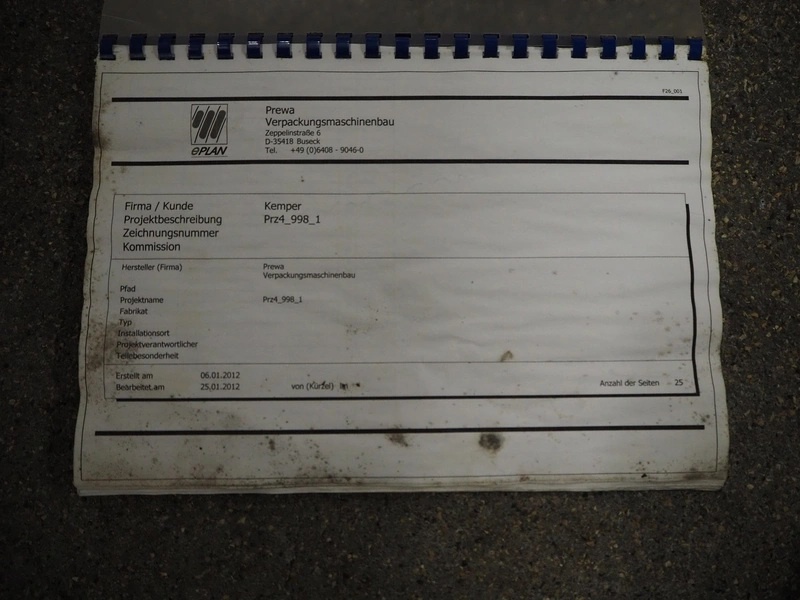 F26_001
Prewa
Verpackungsmaschinenbau
Zeppelinstraße 6
D-35418 Buseck
Tel. +49 (0)6408 - 9046-0
ePLAN
Firma / Kunde Kemper
Projektbeschreibung Prz4_998_1
Zeichnungsnummer
Kommission
Hersteller (Firma) Prewa
Verpackungsmaschinenbau
Pfad
Projektname Prz4_998_1
Fabrikat
Typ
Installationsort
Projektverantwortlicher
Teilebesonderheit
Erstellt am 06.01.2012
Bearbeitet am 25.01.2012 von (Kürzel) Anzahl der Seiten 25